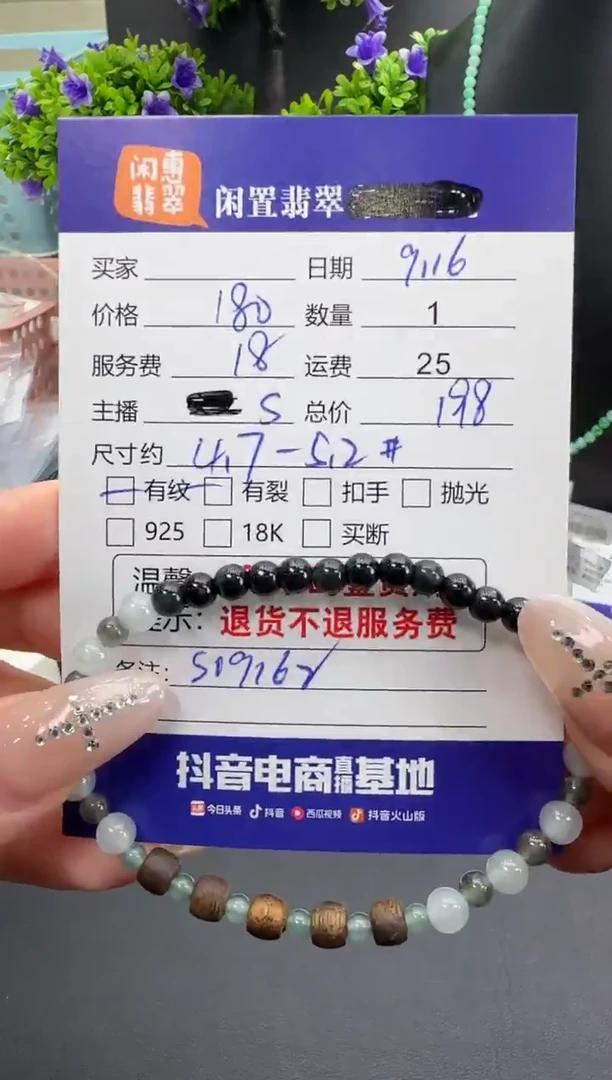 闲惠
翡翠
闲置翡翠
买家 日期 9.16
价格 180 数量 1
服务费 18 运费 25
主播 S 总价 198
尺寸约 4.7-5.2#
有纹 有裂 扣手 抛光
925 18K 买断
温馨
示: 退货不退服务费
备注:
抖音电商直播基地
今日头条 抖音 西瓜视频 抖音火山版